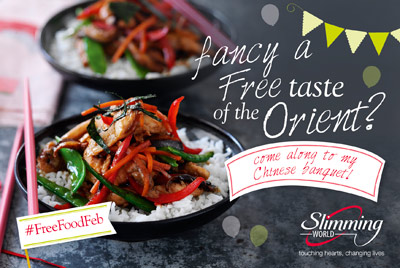 fancy a
Free taste
of the Orient?
come along to my
Chinese banquet!
#FreeFoodFeb
Slimming
WORLD
touching hearts, changing lives